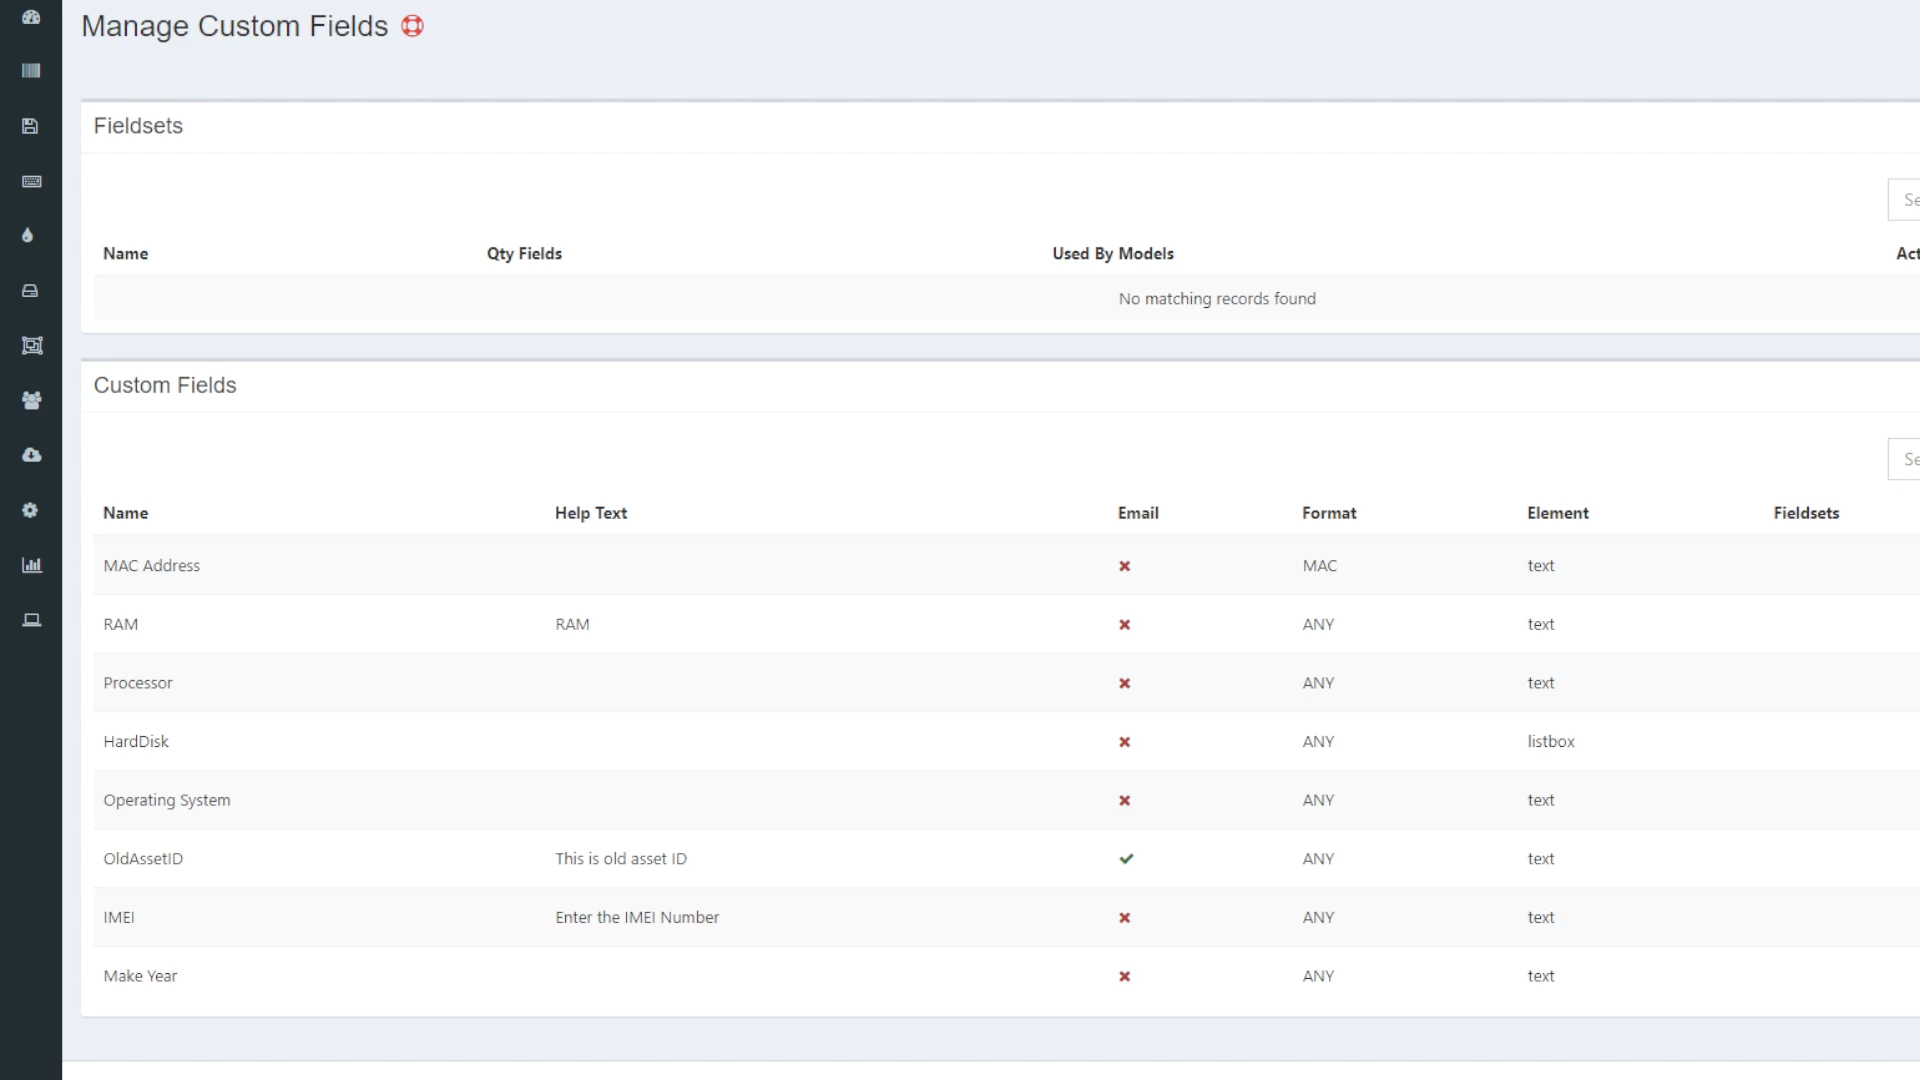 Manage Custom Fields
Fieldsets
Se
Name Qty Fields Used By Models Act
No matching records found
Custom Fields
Se
Name Help Text Email Format Element Fieldsets
MAC Address MAC text
RAM RAM ANY text
Processor ANY text
HardDisk ANY listbox
Operating System ANY text
OldAssetID This is old asset ID ANY text
IMEI Enter the IMEI Number ANY text
Make Year ANY text